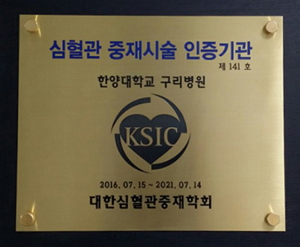 심혈관 중재시술 인증기관
제 141 호
한양대학교 구리병원
KSIC
2016. 07. 15 ~ 2021. 07. 14
대한심혈관중재학회